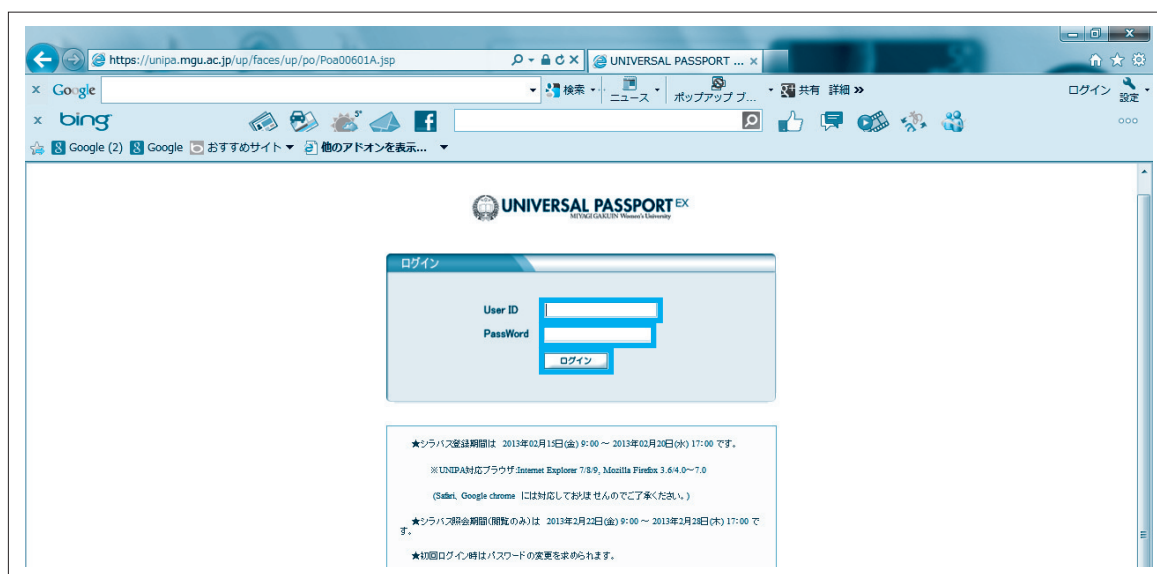 https://unipa.mgu.ac.jp/up/faces/up/po/Poa00601A.jsp
UNIVERSAL PASSPORT ...
x Google
検索
ニュース
ポップアップ ブ...
共有 詳細 »
ログイン
設定
x bing
Google (2) Google おすすめサイト ▼ 他のアドオンを表示... ▼
UNIVERSAL PASSPORT EX
MIYAGI GAKUIN Women's University
ログイン
User ID
PassWord
ログイン
★シラバス登録期間は 2013年02月15日(金) 9:00 ~ 2013年02月20日(水) 17:00 です。
※UNIPA対応ブラウザ:Internet Explorer 7/8/9, Mozilla Firefox 3.6/4.0~7.0
(Safari、Google chrome には対応しておりませんのでご了承ください。)
★シラバス照会期間(閲覧のみ)は 2013年2月22日(金) 9:00 ~ 2013年2月28日(木) 17:00 で
す。
★初回ログイン時はパスワードの変更を求められます。